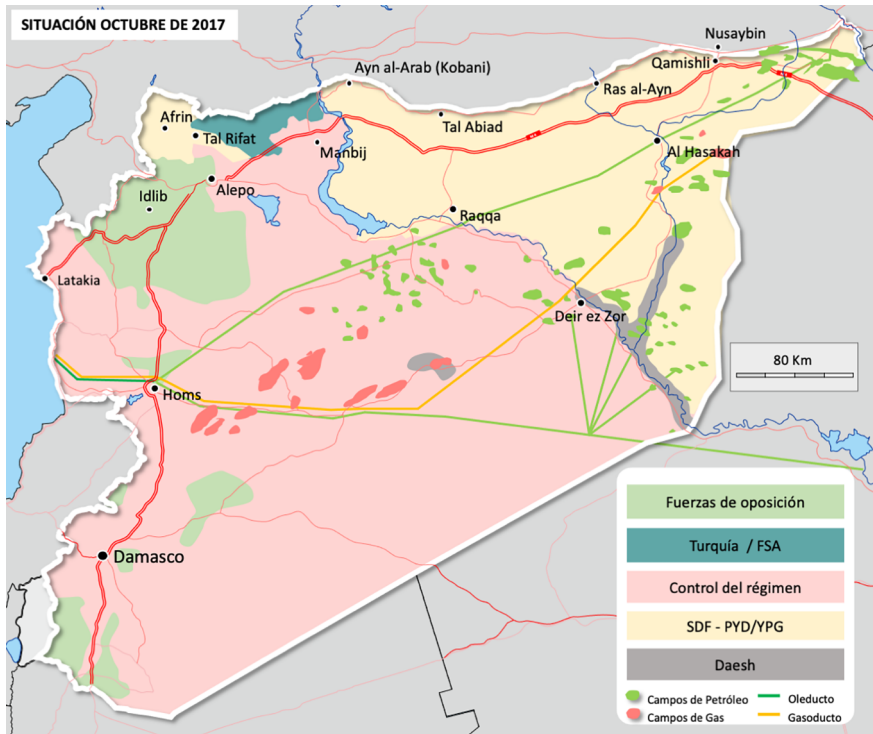 SITUACIÓN OCTUBRE DE 2017
Nusaybin
Qamishli
Ayn al-Arab (Kobani)
Ras al-Ayn
Afrin
Tal Rifat
Tal Abiad
Manbij
Al Hasakah
Alepo
Idlib
Raqqa
Latakia
Deir ez Zor
80 Km
Homs
Damasco
Fuerzas de oposición
Turquía / FSA
Control del régimen
SDF - PYD/YPG
Daesh
Campos de Petróleo
Oleducto
Campos de Gas
Gasoducto